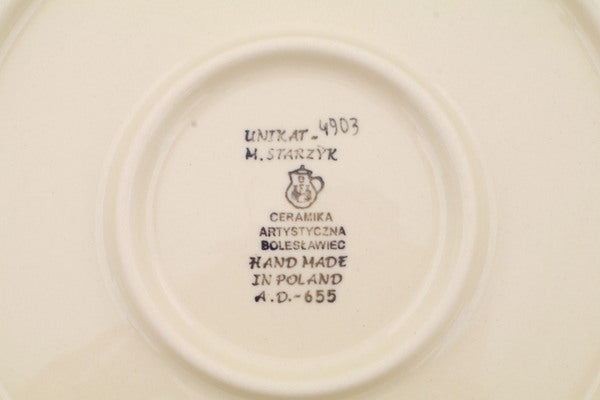 UNIKAT-4903
M. STARZYK
CERAMIKA
ARTYSTYCZNA
BOLESŁAWIEC
HAND MADE
IN POLAND
A.D.-655